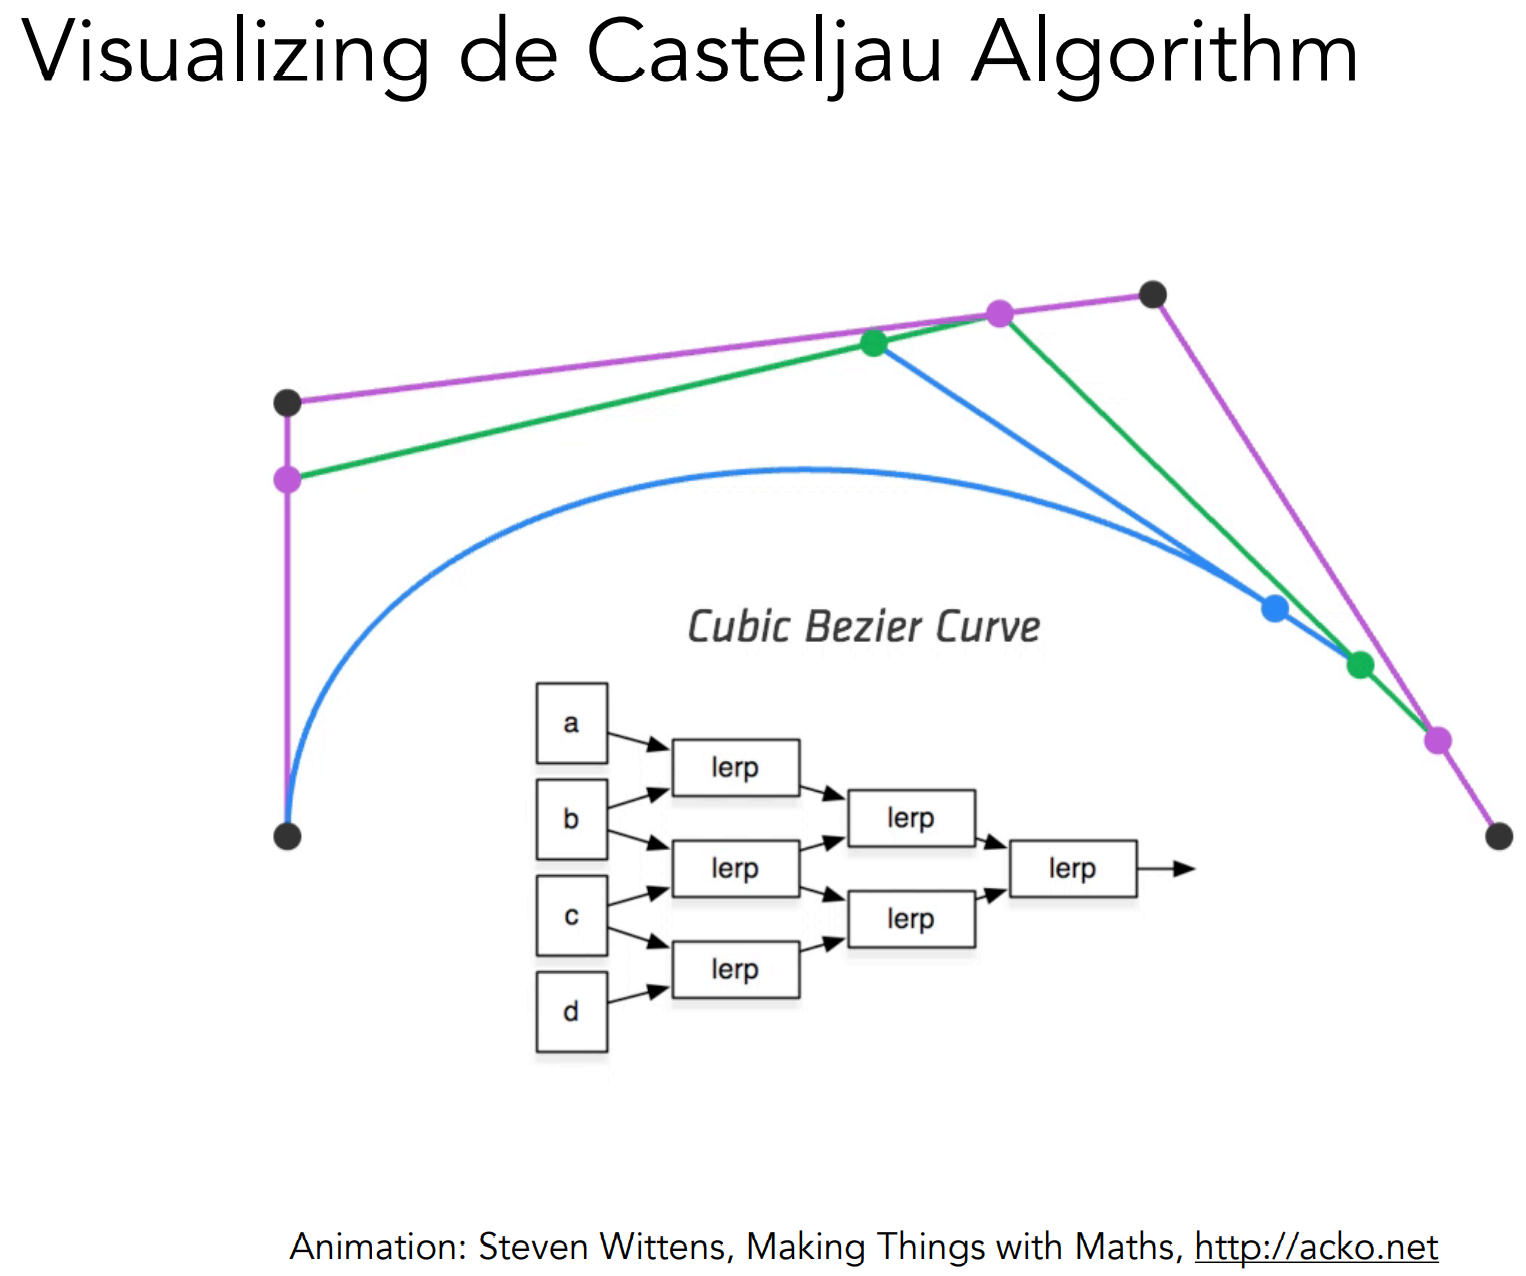 Visualizing de Casteljau Algorithm
Cubic Bezier Curve
a
b
c
d
lerp
lerp
lerp
lerp
lerp
lerp
Animation: Steven Wittens, Making Things with Maths, http://acko.net